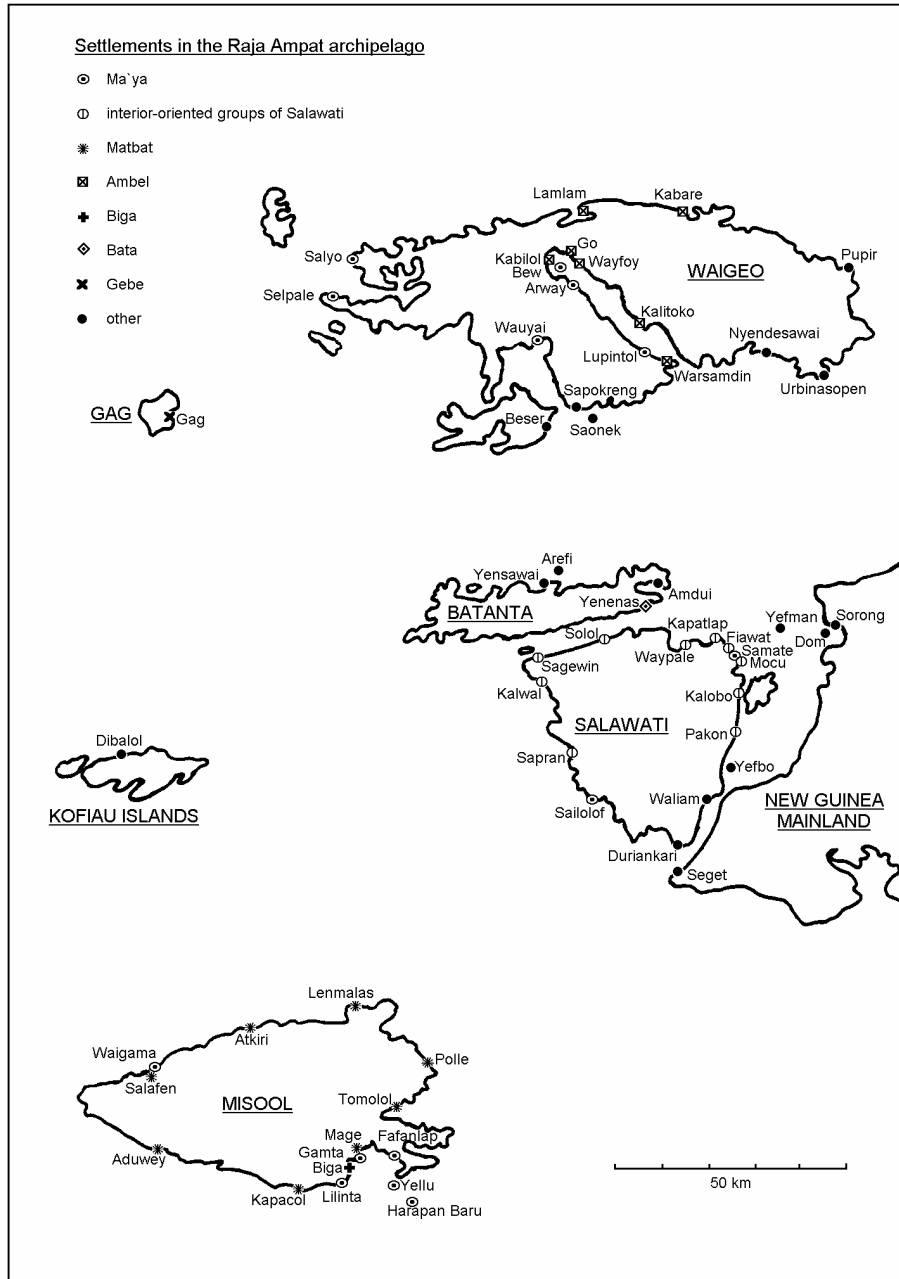 Settlements in the Raja Ampat archipelago
Ma`ya
interior-oriented groups of Salawati
Matbat
Ambel
Biga
Bata
Gebe
other
Lamlam
Kabare
Salyo
Go
Kabilol
Wayfoy
Bew
WAIGEO
Pupir
Selpale
Arway
Kalitoko
Wauyai
Nyendesawai
Lupintol
Warsamdin
Urbinasopen
Sapokreng
GAG
Gag
Beser
Saonek
Arefi
Yensawai
Amdui
BATANTA
Yenenas
Kapatlap
Yefman
Sorong
Solol
Fiawat
Dom
Waypale
Samate
Sagewin
Mocu
Kalwal
Kalobo
SALAWATI
Pakon
Dibalol
Sapran
Yefbo
KOFIAU ISLANDS
Sailolof
Waliam
NEW GUINEA
MAINLAND
Duriankari
Seget
Lenmalas
Atkiri
Waigama
Polle
Salafen
MISOOL
Tomolol
Mage
Fafanlap
Gamta
Aduwey
Biga
Yellu
Kapacol
Lilinta
Harapan Baru
50 km